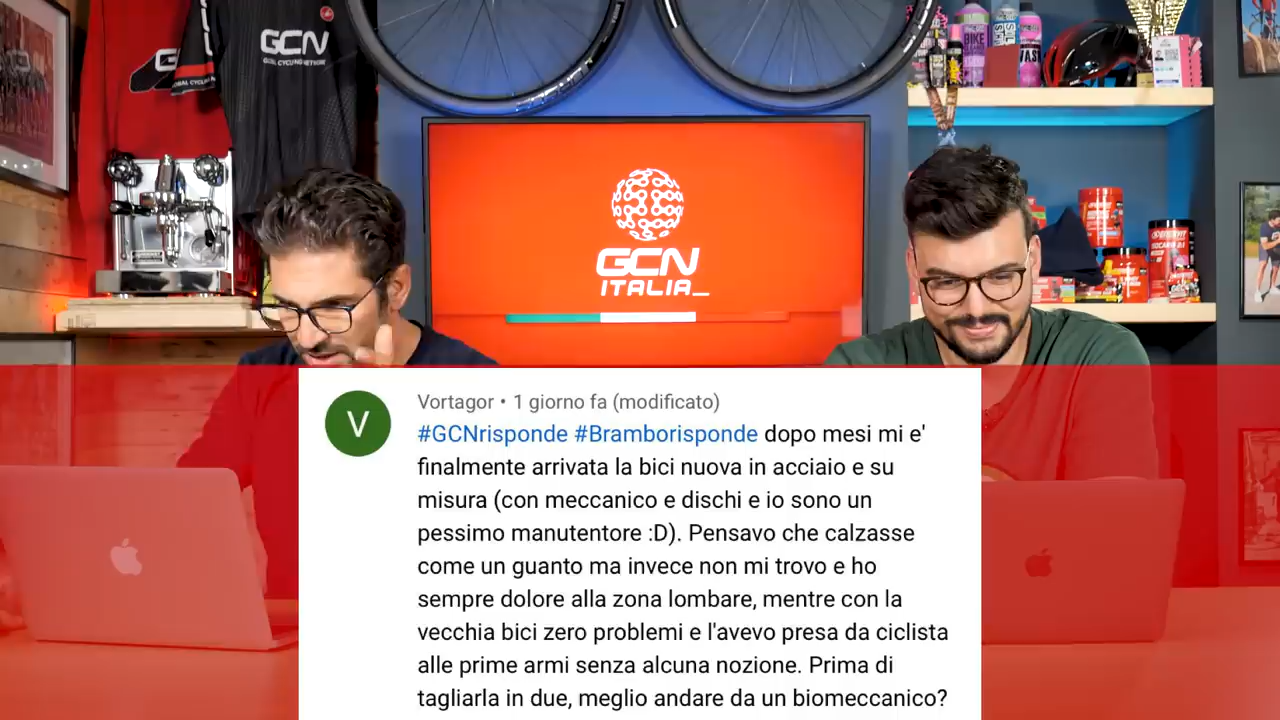 GCN
GLOBAL CYCLING NETWORK
GCN
ITALIA_
V
Vortagor • 1 giorno fa (modificato)
#GCNrisponde #Bramborisponde dopo mesi mi e'
finalmente arrivata la bici nuova in acciaio e su
misura (con meccanico e dischi e io sono un
pessimo manutentore :D). Pensavo che calzasse
come un guanto ma invece non mi trovo e ho
sempre dolore alla zona lombare, mentre con la
vecchia bici zero problemi e l'avevo presa da ciclista
alle prime armi senza alcuna nozione. Prima di
tagliarla in due, meglio andare da un biomeccanico?